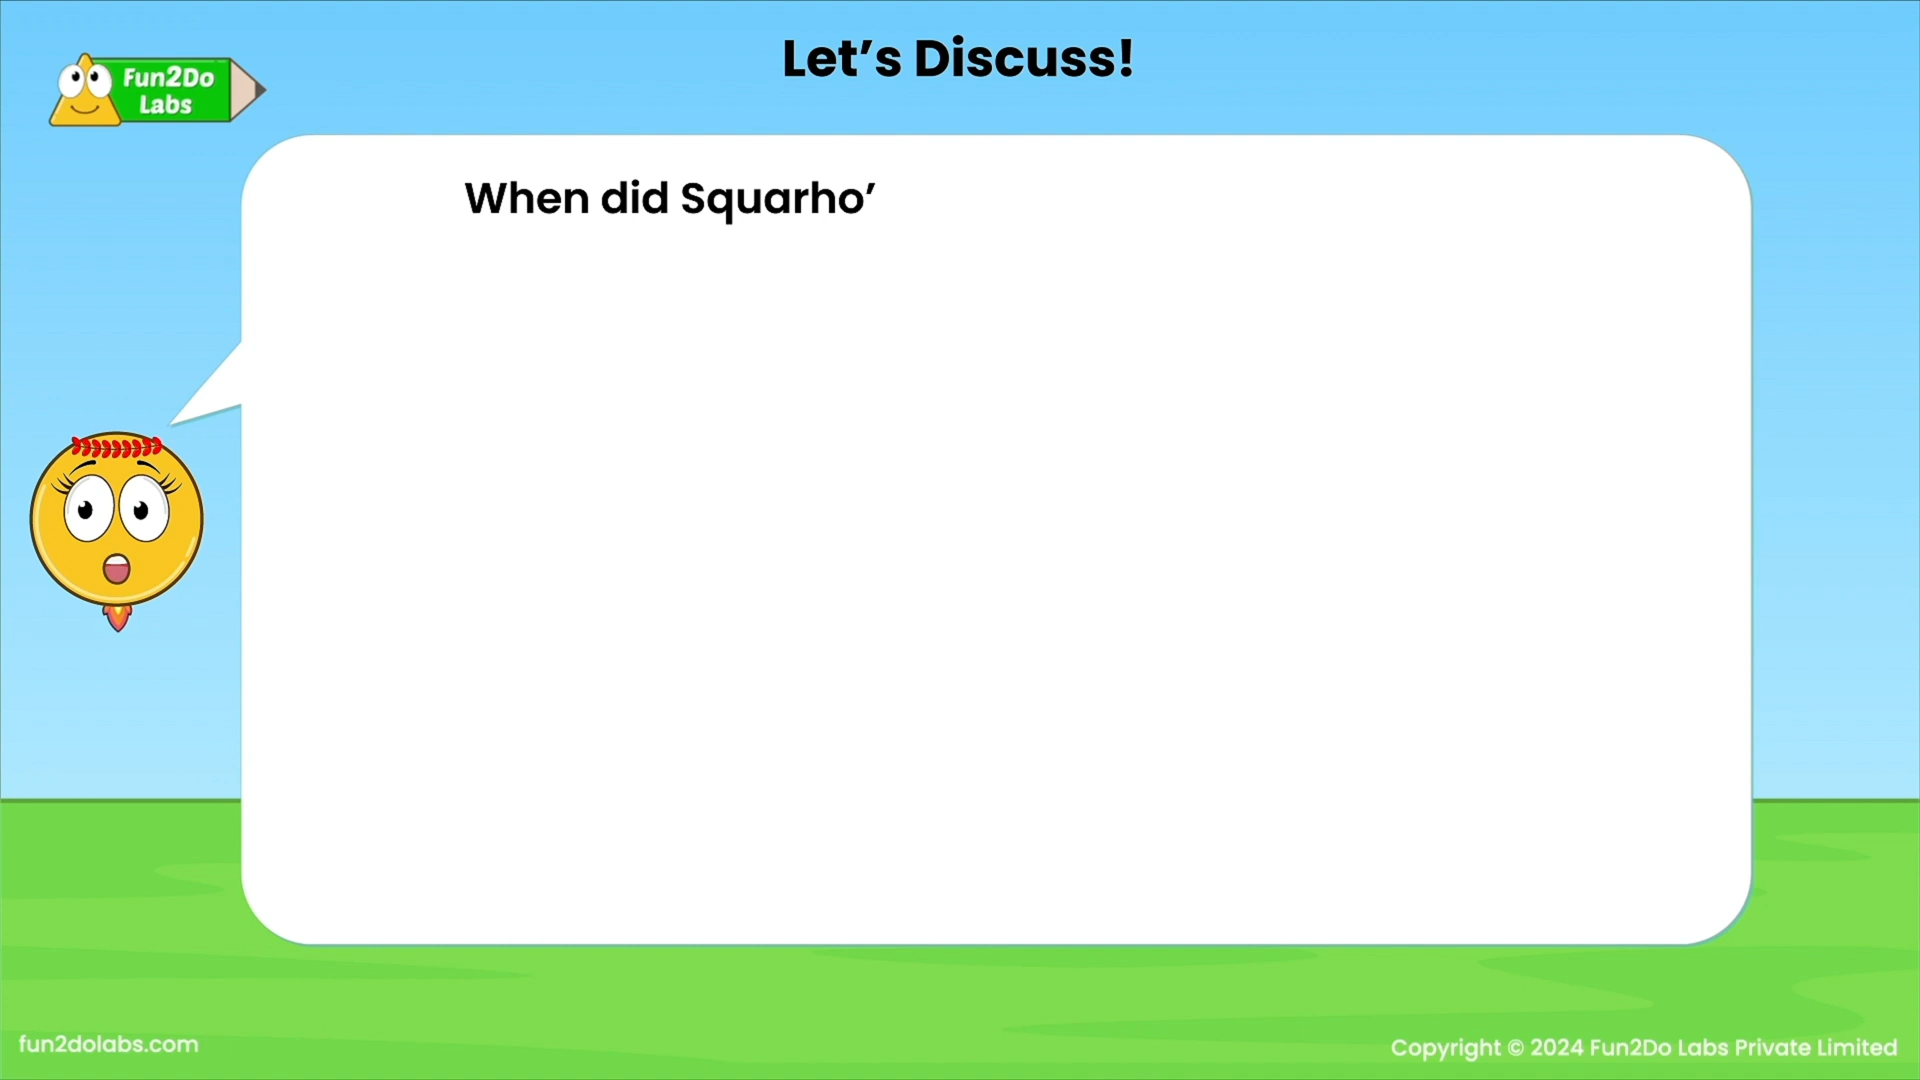 Let’s Discuss!
Fun2Do
Labs
When did Squarho’
fun2dolabs.com
Copyright © 2024 Fun2Do Labs Private Limited